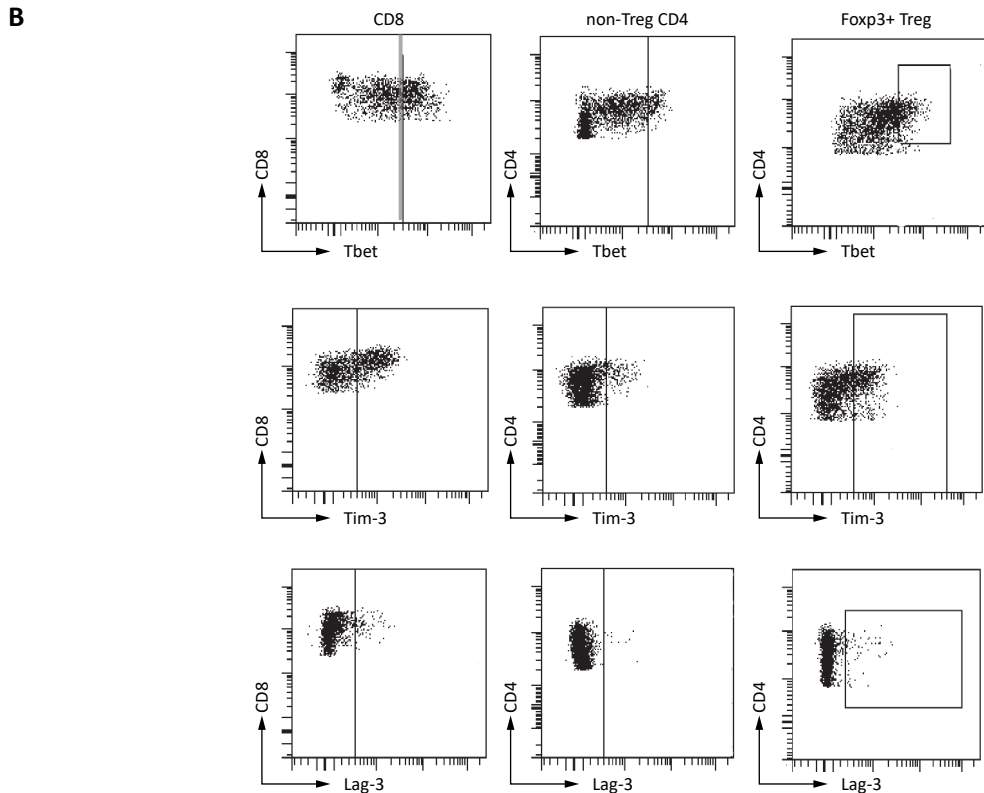 B
CD8
non-Treg CD4
Foxp3+ Treg
CD8
CD4
CD4
Tbet
Tbet
Tbet
CD8
CD4
CD4
Tim-3
Tim-3
Tim-3
CD8
CD4
CD4
Lag-3
Lag-3
Lag-3